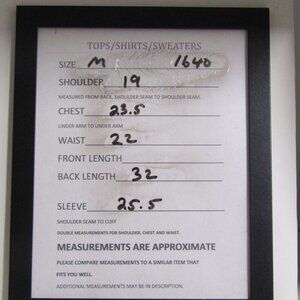 TOPS/SHIRTS/SWEATERS
SIZE M 1640
SHOULDER 19
MEASURED FROM BACK, SHOULDER SEAM TO SHOULDER SEAM.
CHEST 23.5
UNDER ARM TO UNDER ARM
WAIST 22
FRONT LENGTH
BACK LENGTH 32
SLEEVE 25.5
SHOULDER SEAM TO CUFF
DOUBLE MEASUREMENTS FOR SHOULDER, CHEST AND WAIST.
MEASUREMENTS ARE APPROXIMATE
PLEASE COMPARE MEASUREMENTS TO A SIMILAR ITEM THAT
FITS YOU WELL.
ADDITIONAL MEASUREMENTS MAY BE IN DESCRIPTION.